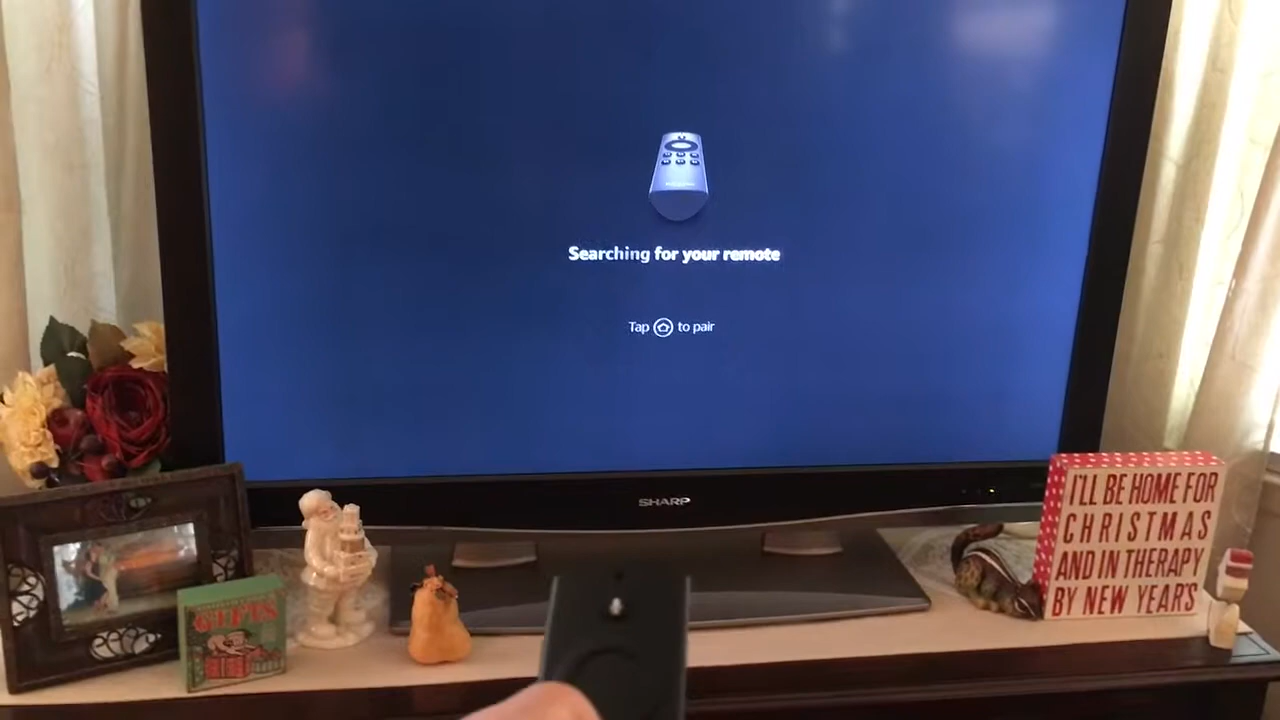 Searching for your remote
Tap to pair
SHARP
I'LL BE HOME FOR
CHRISTMAS
AND IN THERAPY
BY NEW YEAR'S
GIFTS